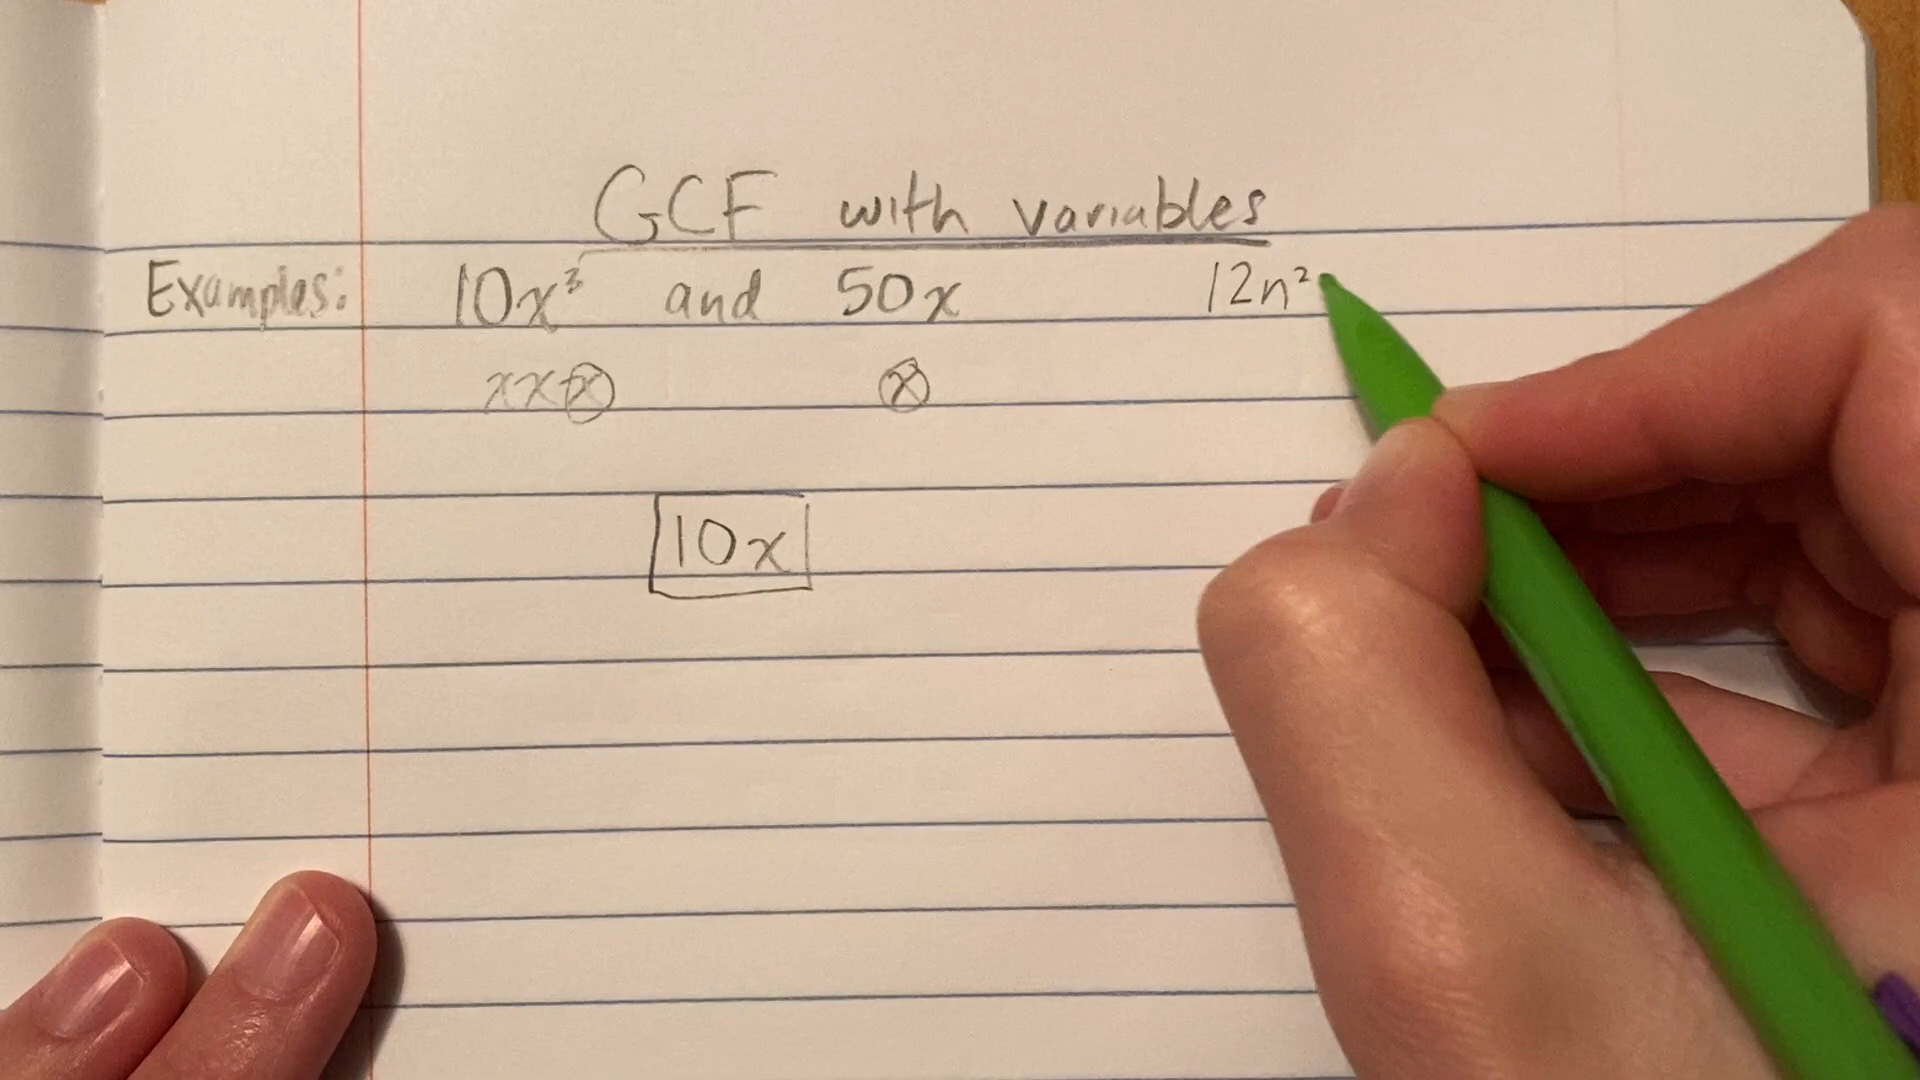 GCF with variables
Examples: 10x³ and 50x 12n²
xxx x
10x